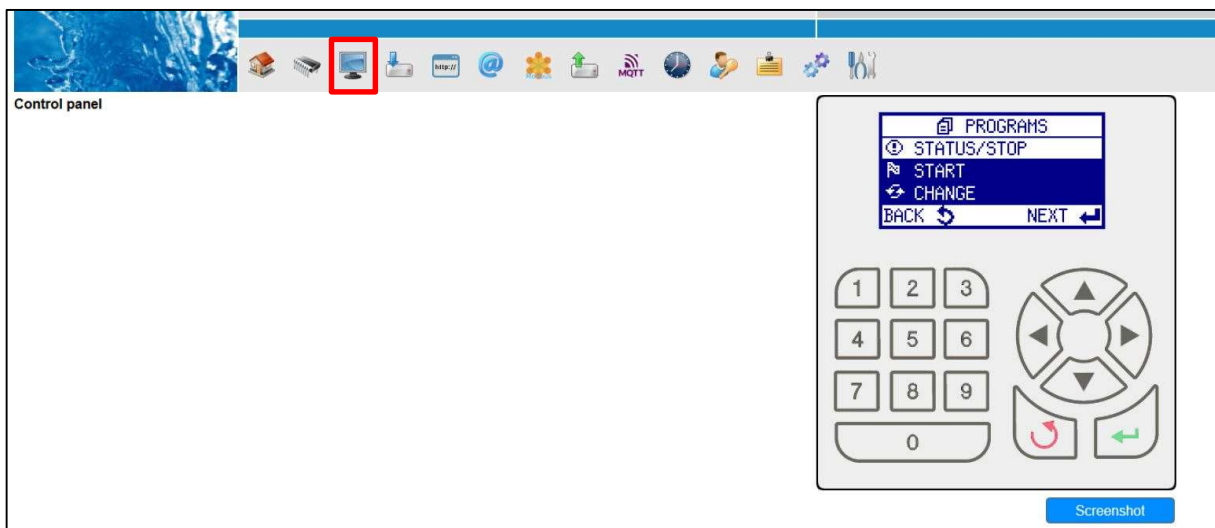 http://
@
MQTT
Control panel
PROGRAMS
STATUS/STOP
START
CHANGE
BACK NEXT
1 2 3
4 5 6
7 8 9
0
Screenshot